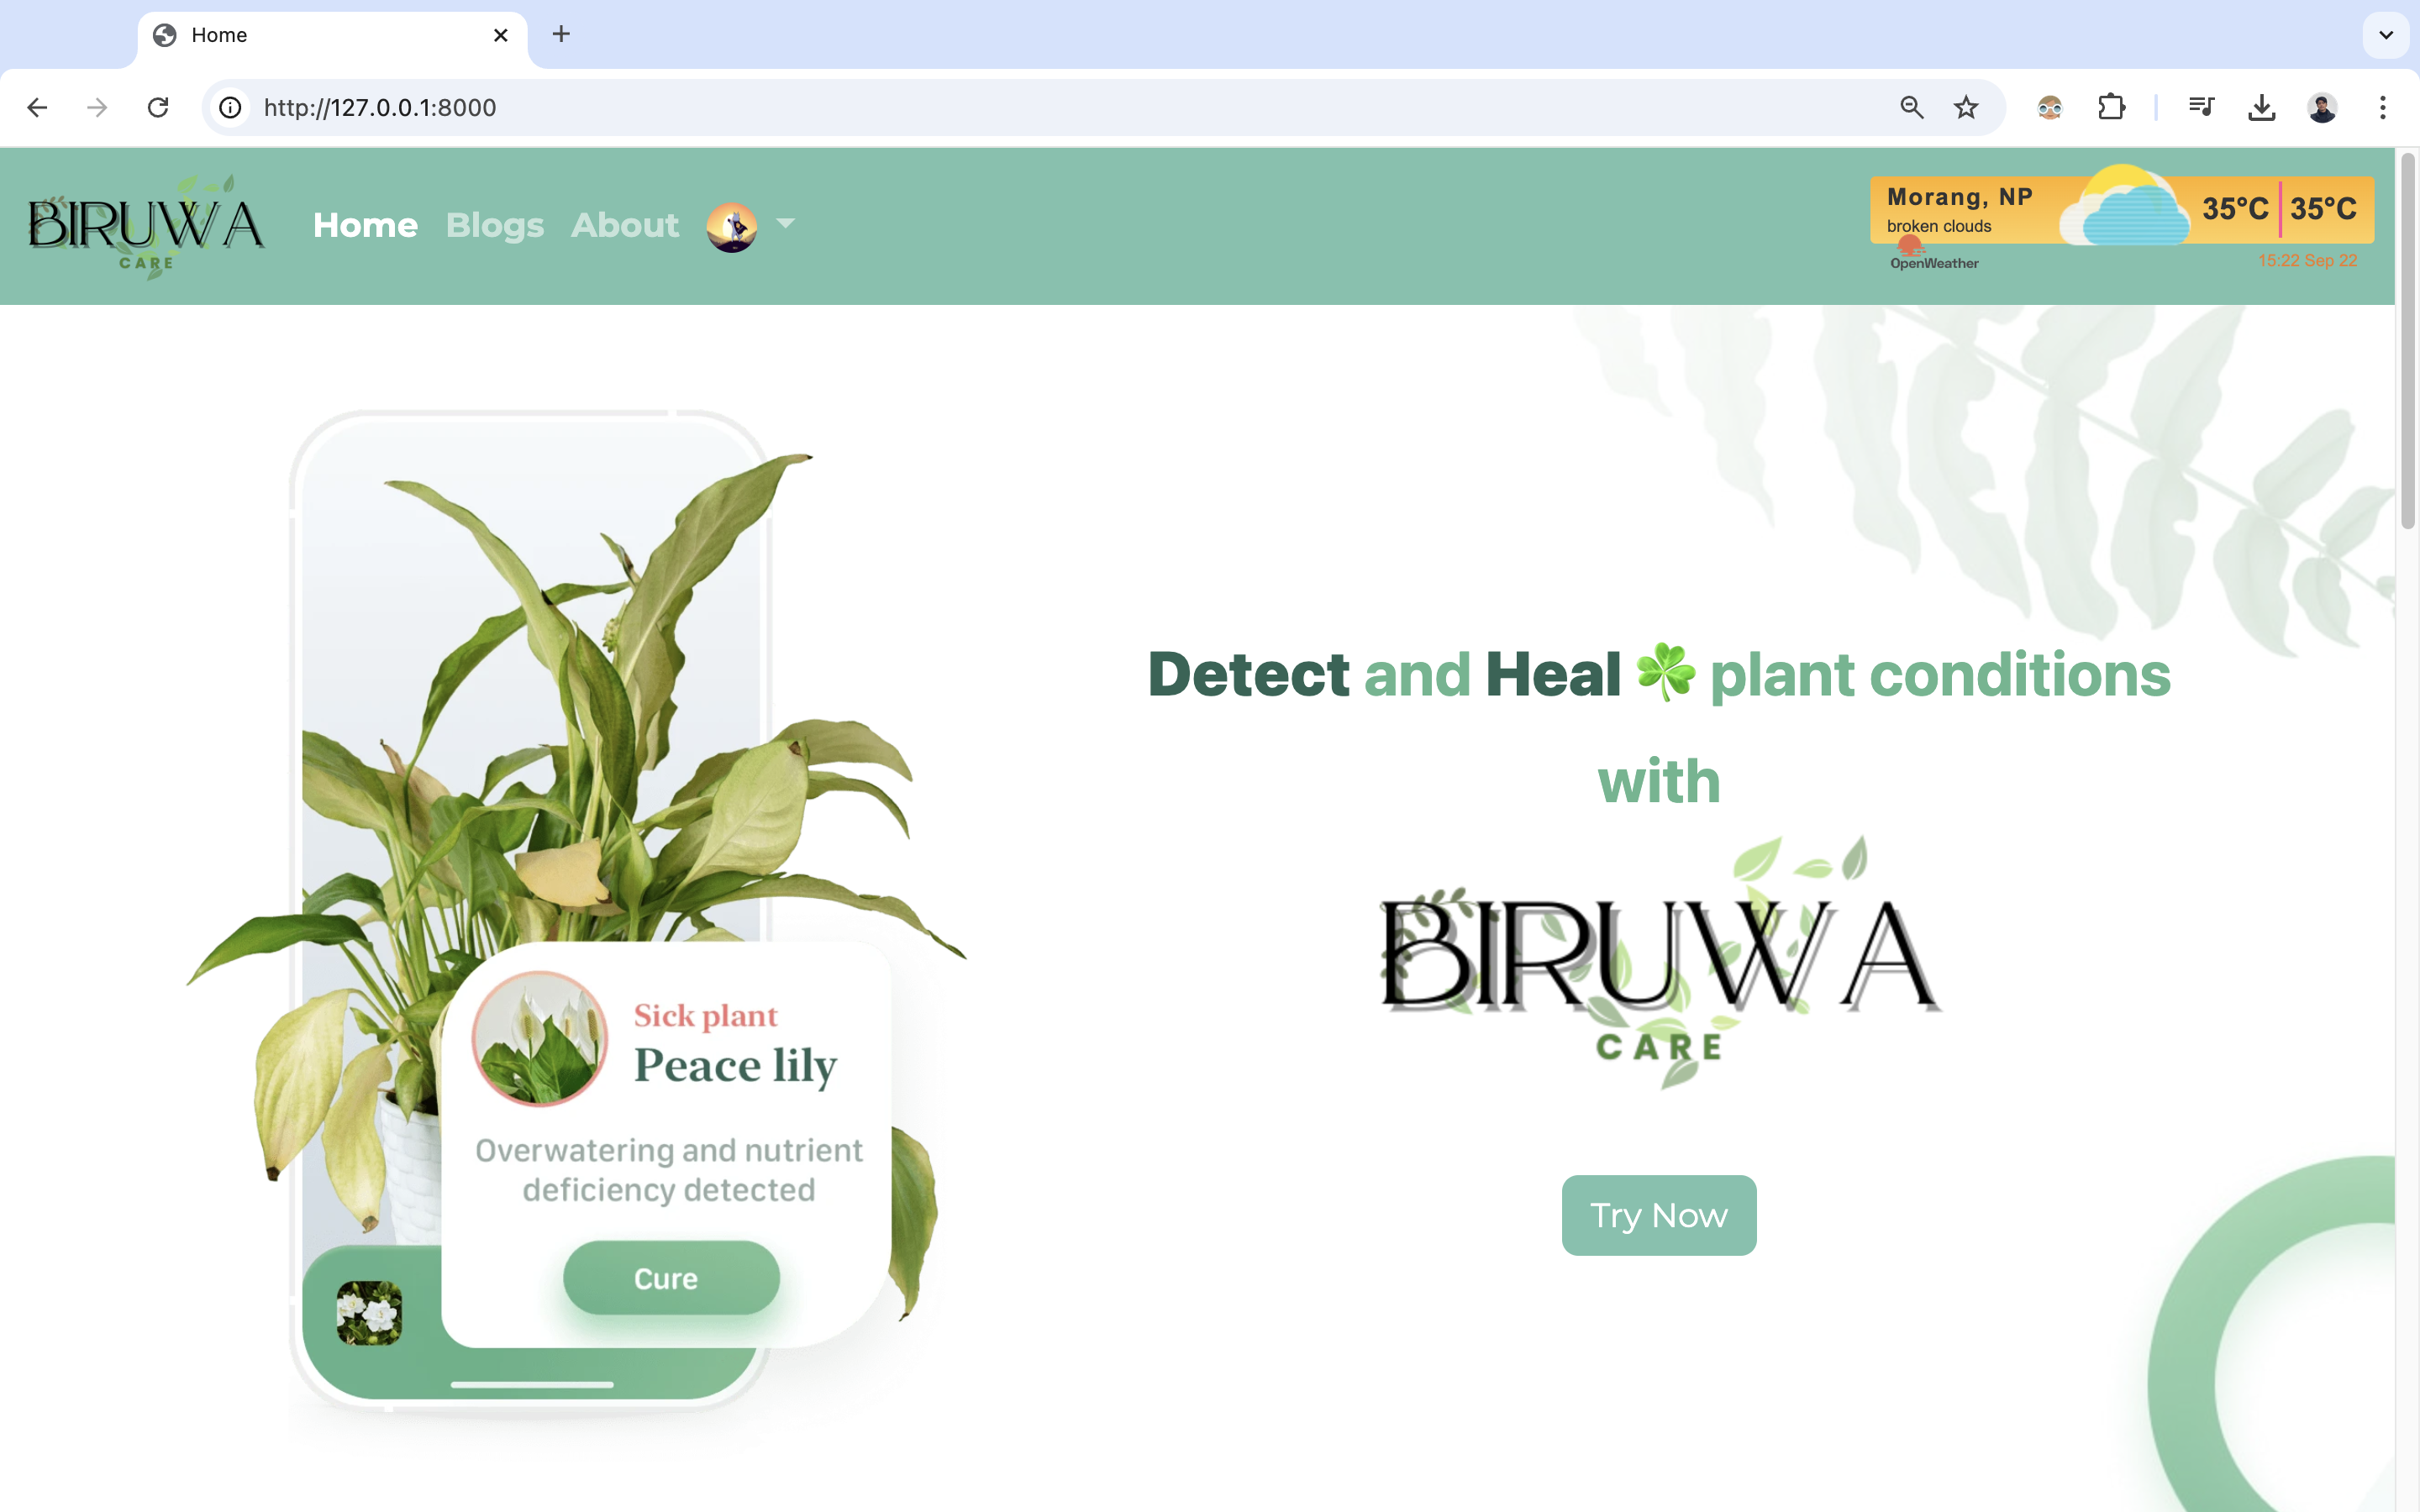 Home
http://127.0.0.1:8000
BIRUWA
CARE
Home Blogs About
Morang, NP
broken clouds
35°C 35°C
OpenWeather
15:22 Sep 22
Detect and Heal ☘️ plant conditions
with
BIRUWA
CARE
Try Now
Sick plant
Peace lily
Overwatering and nutrient
deficiency detected
Cure